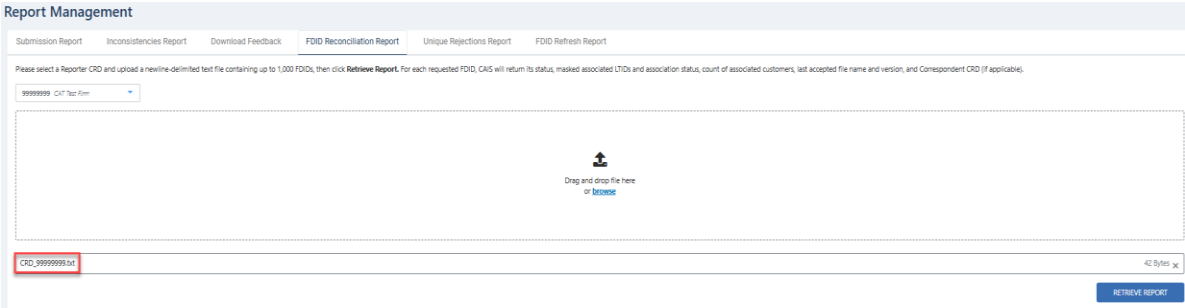 Report Management
Submission Report Inconsistencies Report Download Feedback FDID Reconciliation Report Unique Rejections Report FDID Refresh Report
Please select a Reporter CRD and upload a newline-delimited text file containing up to 1,000 FDIDs, then click Retrieve Report. For each requested FDID, CAIS will return its status, masked associated LTIDs and association status, count of associated customers, last accepted file name and version, and Correspondent CRD (if applicable).
99999999 CAT Test Firm
Drag and drop file here
or browse
CRD_99999999.txt 42 Bytes ×
RETRIEVE REPORT